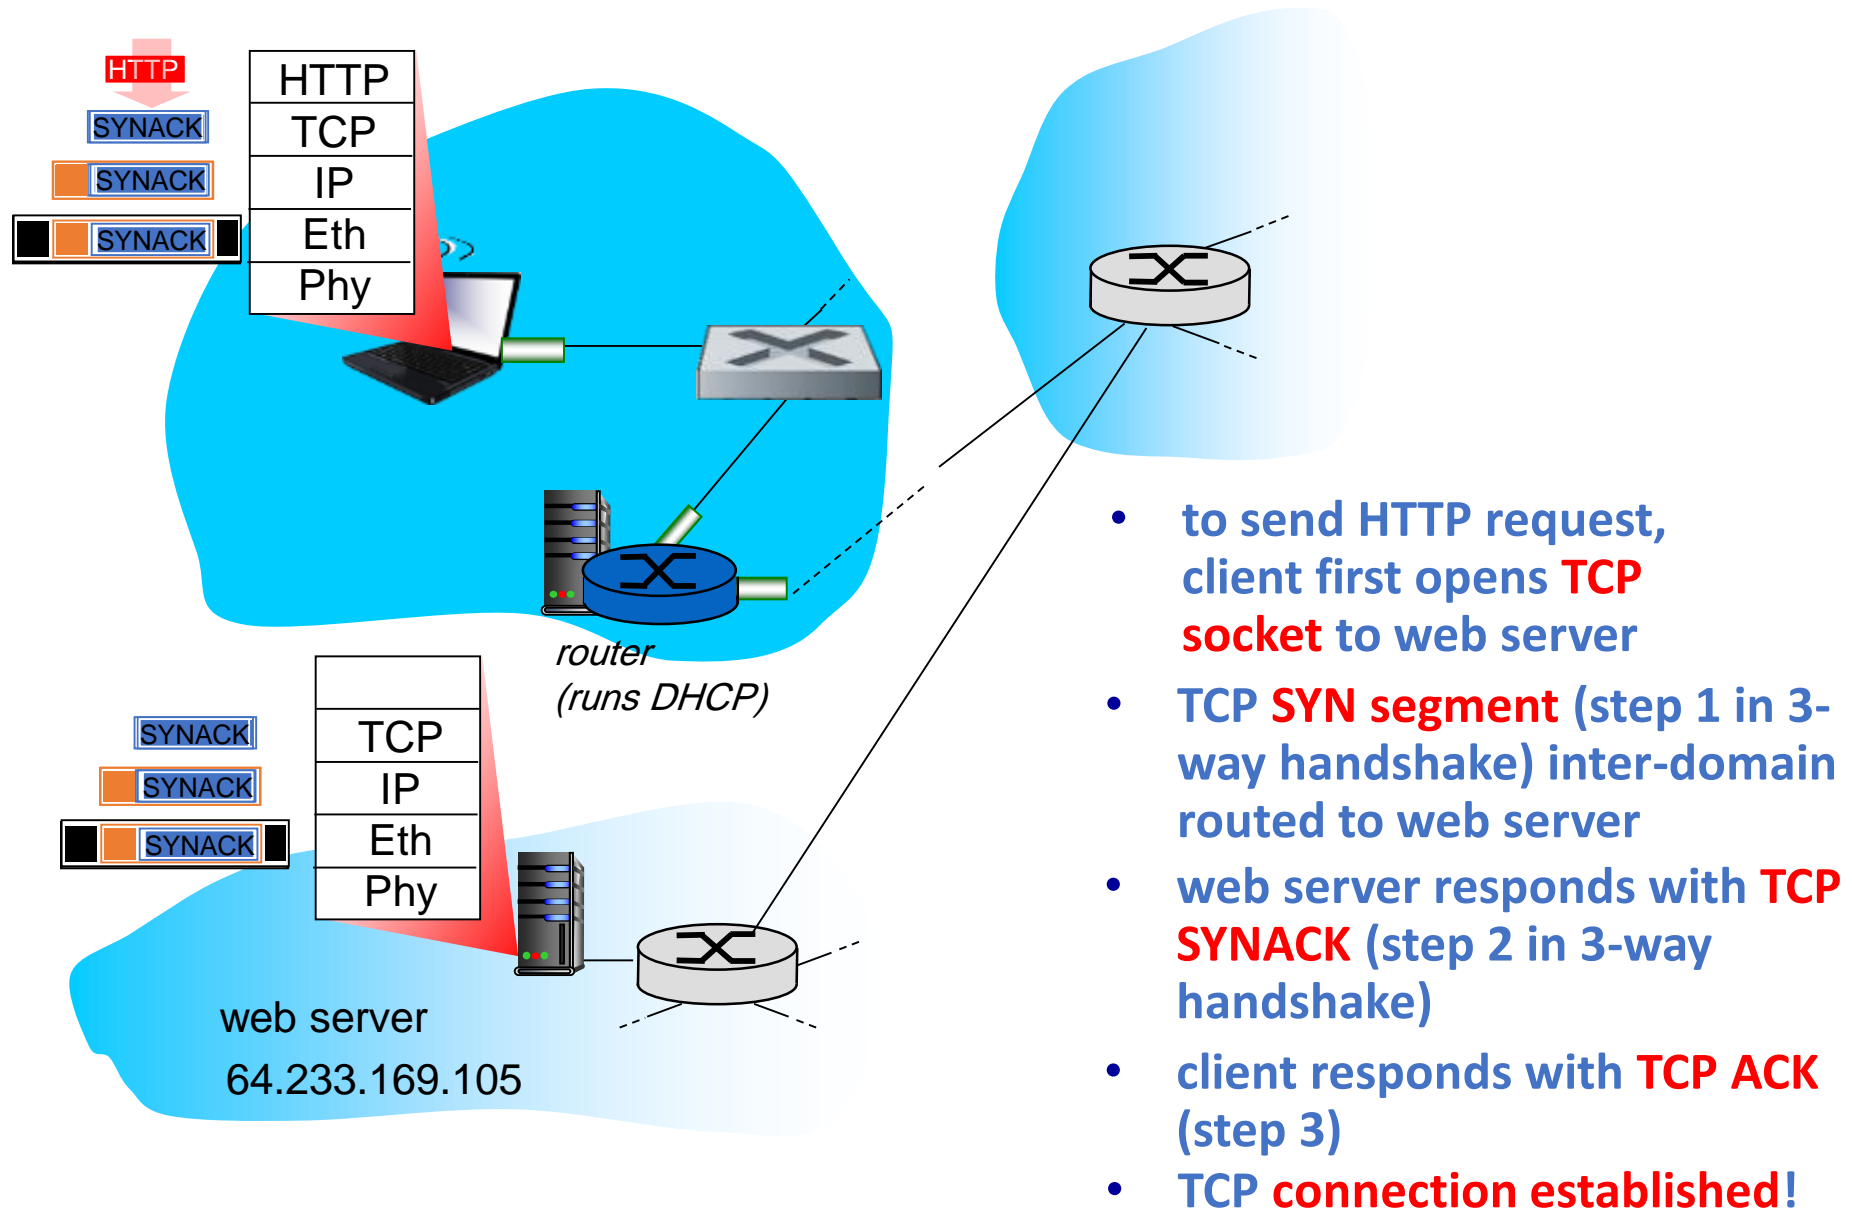 HTTP
SYNACK
SYNACK
SYNACK
HTTP
TCP
IP
Eth
Phy
router
(runs DHCP)
SYNACK
SYNACK
SYNACK
TCP
IP
Eth
Phy
web server
64.233.169.105
• to send HTTP request,
client first opens TCP
socket to web server
• TCP SYN segment (step 1 in 3-
way handshake) inter-domain
routed to web server
• web server responds with TCP
SYNACK (step 2 in 3-way
handshake)
• client responds with TCP ACK
(step 3)
• TCP connection established!